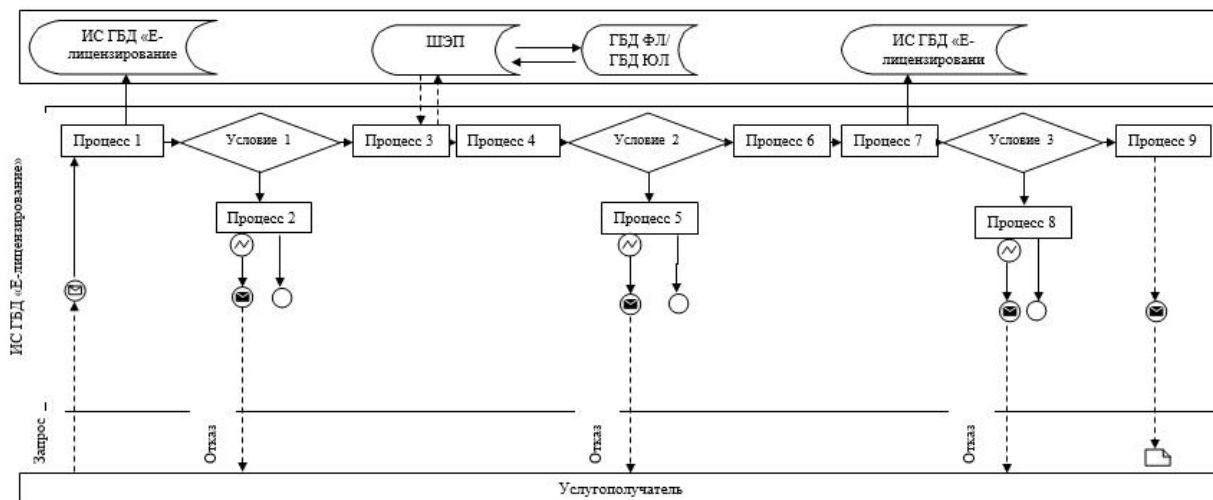 ИС ГБД «Е-
лицензирование
ШЭП
ГБД ФЛ/
ГБД ЮЛ
ИС ГБД «Е-
лицензировани
Процесс 1
Условие 1
Процесс 3
Процесс 4
Условие 2
Процесс 6
Процесс 7
Условие 3
Процесс 9
Процесс 2
Процесс 5
Процесс 8
ИС ГБД «Е-лицензирование»
Запрос
Отказ
Отказ
Отказ
Услугополучатель